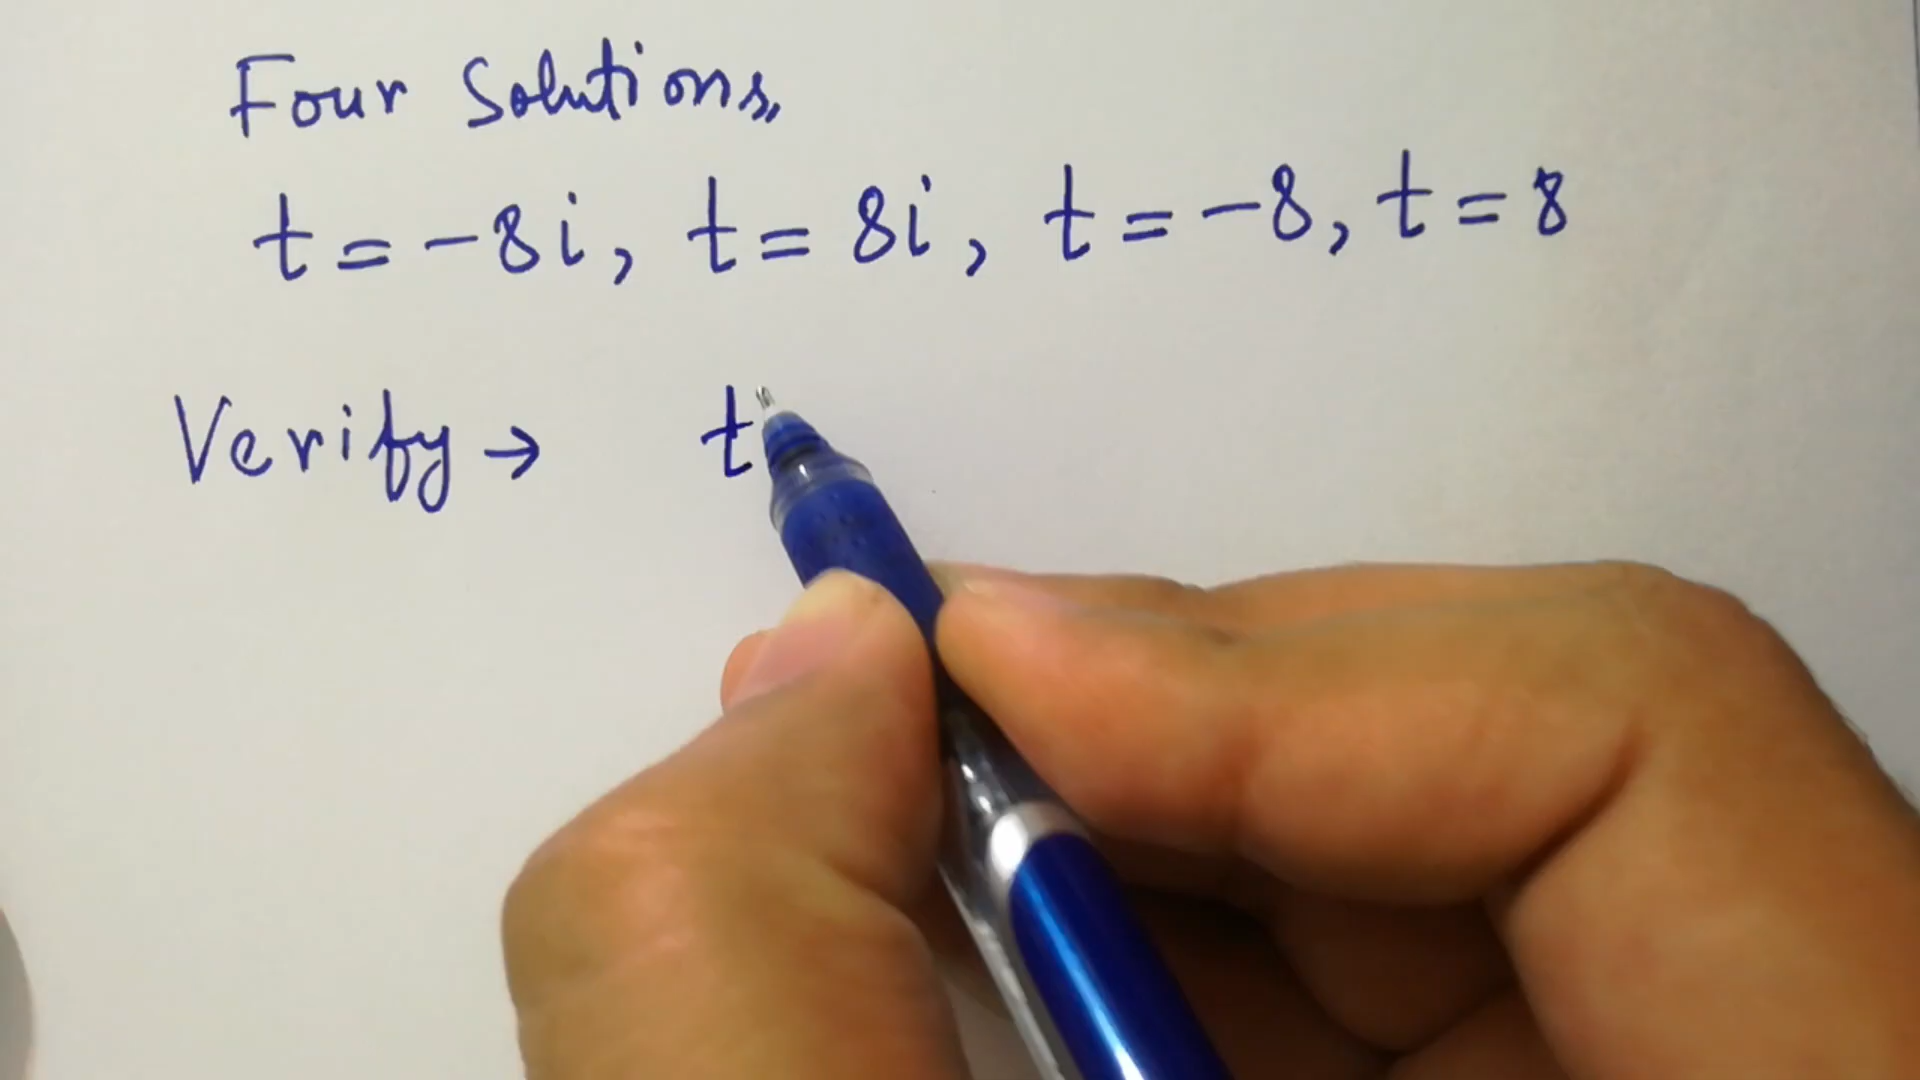 Four Solutions,
t = -8i, t = 8i, t = -8, t = 8
Verify → t